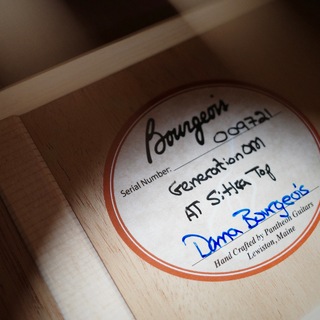 Bourgeois
Serial Number: 009721
Generation OM
AT Sitka Top
Dana Bourgeois
Hand Crafted by Pantheon Guitars
Lewiston, Maine